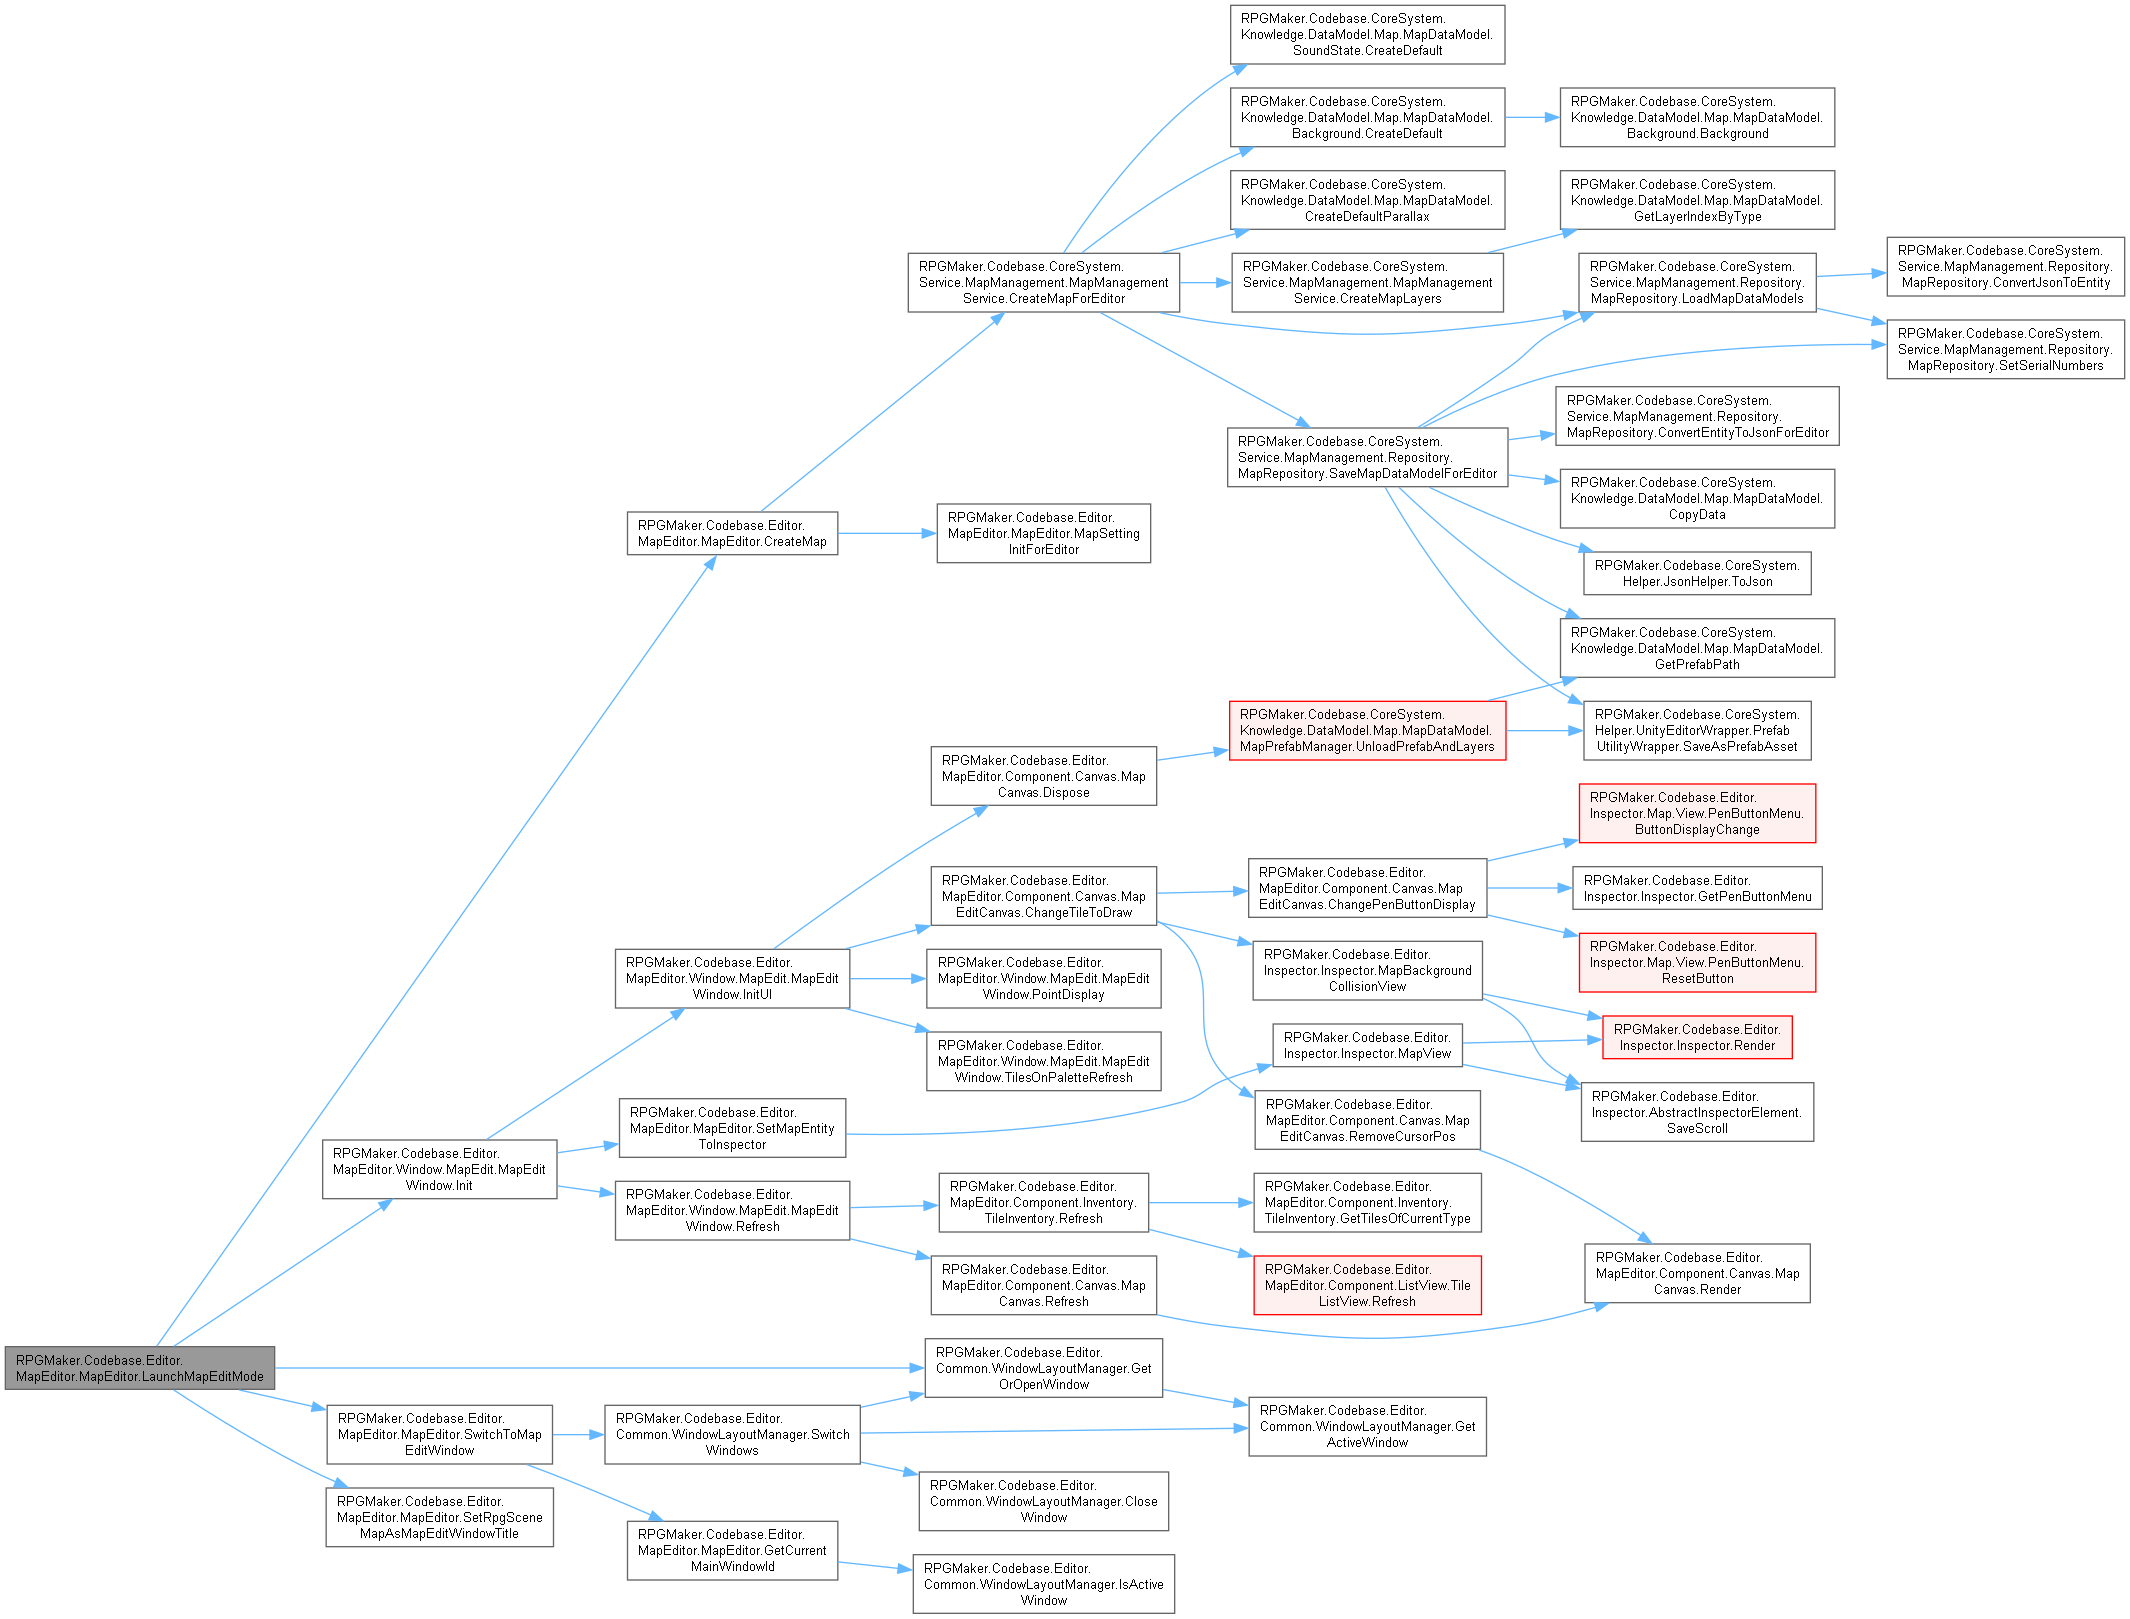 RPGMaker.Codebase.CoreSystem.
Knowledge.DataModel.Map.MapDataModel.
SoundState.CreateDefault
RPGMaker.Codebase.CoreSystem.
Knowledge.DataModel.Map.MapDataModel.
Background.CreateDefault
RPGMaker.Codebase.CoreSystem.
Knowledge.DataModel.Map.MapDataModel.
Background.Background
RPGMaker.Codebase.CoreSystem.
Knowledge.DataModel.Map.MapDataModel.
CreateDefaultParallax
RPGMaker.Codebase.CoreSystem.
Knowledge.DataModel.Map.MapDataModel.
GetLayerIndexByType
RPGMaker.Codebase.CoreSystem.
Service.MapManagement.MapManagement
Service.CreateMapForEditor
RPGMaker.Codebase.CoreSystem.
Service.MapManagement.MapManagement
Service.CreateMapLayers
RPGMaker.Codebase.CoreSystem.
Service.MapManagement.Repository.
MapRepository.LoadMapDataModels
RPGMaker.Codebase.CoreSystem.
Service.MapManagement.Repository.
MapRepository.ConvertJsonToEntity
RPGMaker.Codebase.CoreSystem.
Service.MapManagement.Repository.
MapRepository.SetSerialNumbers
RPGMaker.Codebase.CoreSystem.
Service.MapManagement.Repository.
MapRepository.ConvertEntityToJsonForEditor
RPGMaker.Codebase.CoreSystem.
Service.MapManagement.Repository.
MapRepository.SaveMapDataModelForEditor
RPGMaker.Codebase.CoreSystem.
Knowledge.DataModel.Map.MapDataModel.
CopyData
RPGMaker.Codebase.Editor.
MapEditor.MapEditor.CreateMap
RPGMaker.Codebase.Editor.
MapEditor.MapEditor.MapSetting
InitForEditor
RPGMaker.Codebase.CoreSystem.
Helper.JsonHelper.ToJson
RPGMaker.Codebase.CoreSystem.
Knowledge.DataModel.Map.MapDataModel.
GetPrefabPath
RPGMaker.Codebase.CoreSystem.
Knowledge.DataModel.Map.MapDataModel.
MapPrefabManager.UnloadPrefabAndLayers
RPGMaker.Codebase.CoreSystem.
Helper.UnityEditorWrapper.Prefab
UtilityWrapper.SaveAsPrefabAsset
RPGMaker.Codebase.Editor.
MapEditor.Component.Canvas.Map
Canvas.Dispose
RPGMaker.Codebase.Editor.
Inspector.Map.View.PenButtonMenu.
ButtonDisplayChange
RPGMaker.Codebase.Editor.
MapEditor.Component.Canvas.Map
EditCanvas.ChangeTileToDraw
RPGMaker.Codebase.Editor.
MapEditor.Component.Canvas.Map
EditCanvas.ChangePenButtonDisplay
RPGMaker.Codebase.Editor.
Inspector.Inspector.GetPenButtonMenu
RPGMaker.Codebase.Editor.
MapEditor.Window.MapEdit.MapEdit
Window.InitUI
RPGMaker.Codebase.Editor.
MapEditor.Window.MapEdit.MapEdit
Window.PointDisplay
RPGMaker.Codebase.Editor.
Inspector.Inspector.MapBackground
CollisionView
RPGMaker.Codebase.Editor.
Inspector.Map.View.PenButtonMenu.
ResetButton
RPGMaker.Codebase.Editor.
MapEditor.Window.MapEdit.MapEdit
Window.TilesOnPaletteRefresh
RPGMaker.Codebase.Editor.
Inspector.Inspector.MapView
RPGMaker.Codebase.Editor.
Inspector.Inspector.Render
RPGMaker.Codebase.Editor.
Inspector.AbstractInspectorElement.
SaveScroll
RPGMaker.Codebase.Editor.
MapEditor.MapEditor.SetMapEntity
ToInspector
RPGMaker.Codebase.Editor.
MapEditor.Component.Canvas.Map
EditCanvas.RemoveCursorPos
RPGMaker.Codebase.Editor.
MapEditor.Window.MapEdit.MapEdit
Window.Init
RPGMaker.Codebase.Editor.
MapEditor.Window.MapEdit.MapEdit
Window.Refresh
RPGMaker.Codebase.Editor.
MapEditor.Component.Inventory.
TileInventory.Refresh
RPGMaker.Codebase.Editor.
MapEditor.Component.Inventory.
TileInventory.GetTilesOfCurrentType
RPGMaker.Codebase.Editor.
MapEditor.Component.Canvas.Map
Canvas.Refresh
RPGMaker.Codebase.Editor.
MapEditor.Component.ListView.Tile
ListView.Refresh
RPGMaker.Codebase.Editor.
MapEditor.Component.Canvas.Map
Canvas.Render
RPGMaker.Codebase.Editor.
MapEditor.MapEditor.LaunchMapEditMode
RPGMaker.Codebase.Editor.
Common.WindowLayoutManager.Get
OrOpenWindow
RPGMaker.Codebase.Editor.
MapEditor.MapEditor.SwitchToMap
EditWindow
RPGMaker.Codebase.Editor.
Common.WindowLayoutManager.Switch
Windows
RPGMaker.Codebase.Editor.
Common.WindowLayoutManager.Get
ActiveWindow
RPGMaker.Codebase.Editor.
Common.WindowLayoutManager.Close
Window
RPGMaker.Codebase.Editor.
MapEditor.MapEditor.SetRpgScene
MapAsMapEditWindowTitle
RPGMaker.Codebase.Editor.
MapEditor.MapEditor.GetCurrent
MainWindowId
RPGMaker.Codebase.Editor.
Common.WindowLayoutManager.IsActive
Window